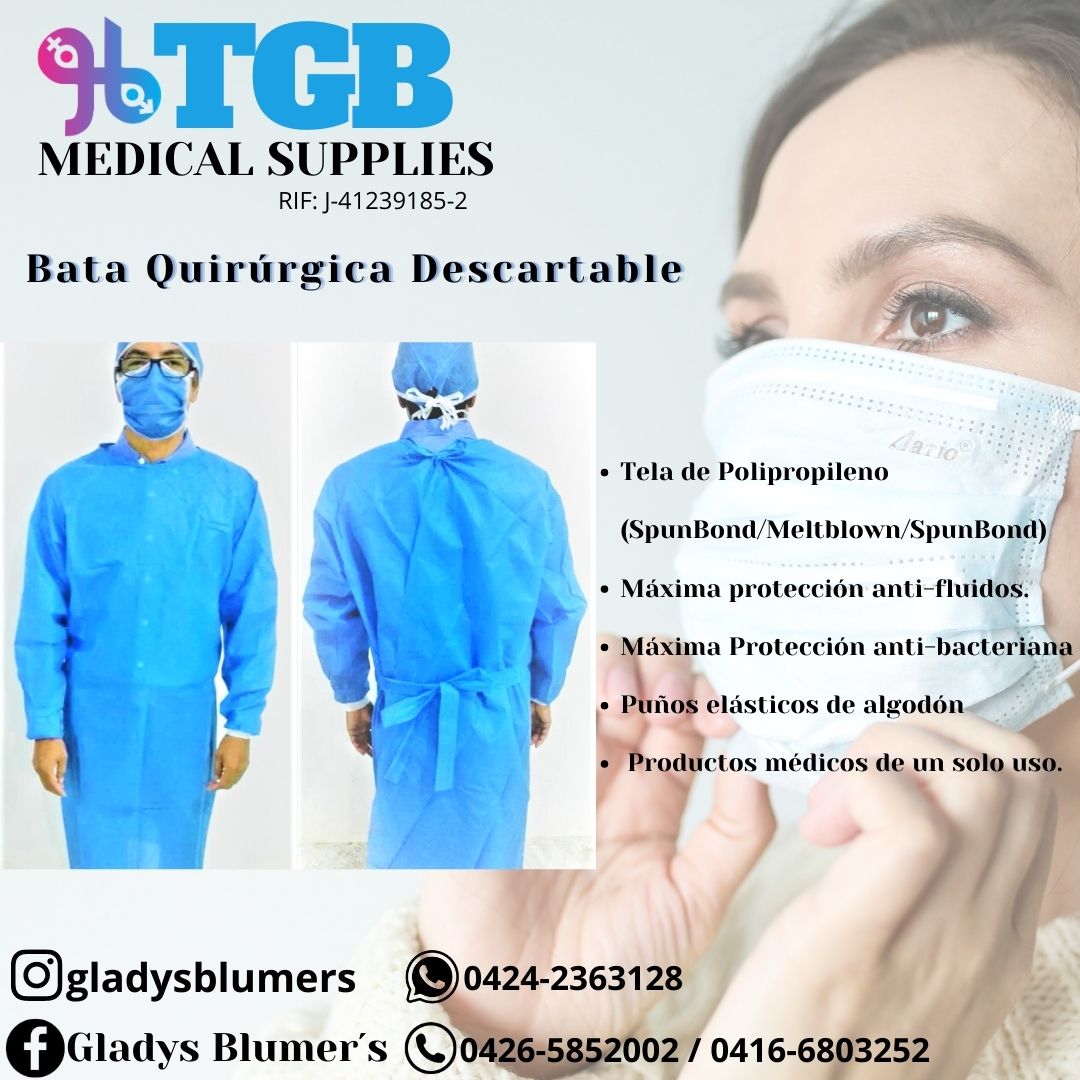 TGB
MEDICAL SUPPLIES
RIF: J-41239185-2
Bata Quirúrgica Descartable
• Tela de Polipropileno
(SpunBond/Meltblown/SpunBond)
• Máxima protección anti-fluidos.
• Máxima Protección anti-bacteriana
• Puños elásticos de algodón
• Productos médicos de un solo uso.
gladysblumers
0424-2363128
Gladys Blumer´s
0426-5852002 / 0416-6803252